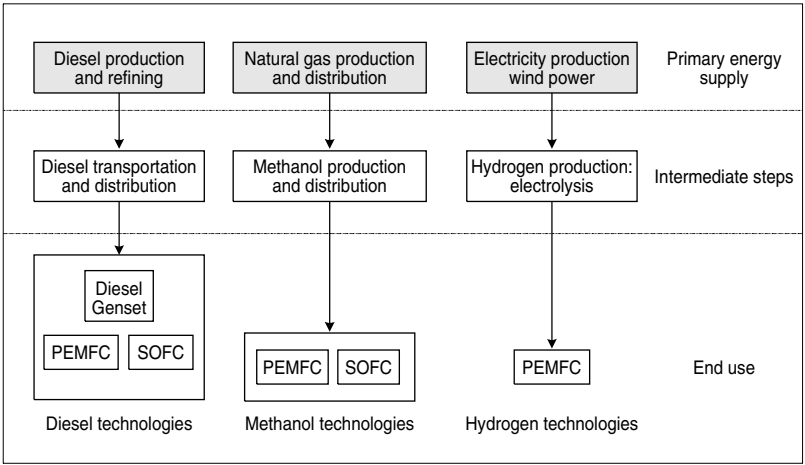 Diesel production
and refining
Natural gas production
and distribution
Electricity production
wind power
Primary energy
supply
Diesel transportation
and distribution
Methanol production
and distribution
Hydrogen production:
electrolysis
Intermediate steps
Diesel
Genset
PEMFC
SOFC
PEMFC
SOFC
PEMFC
End use
Diesel technologies
Methanol technologies
Hydrogen technologies